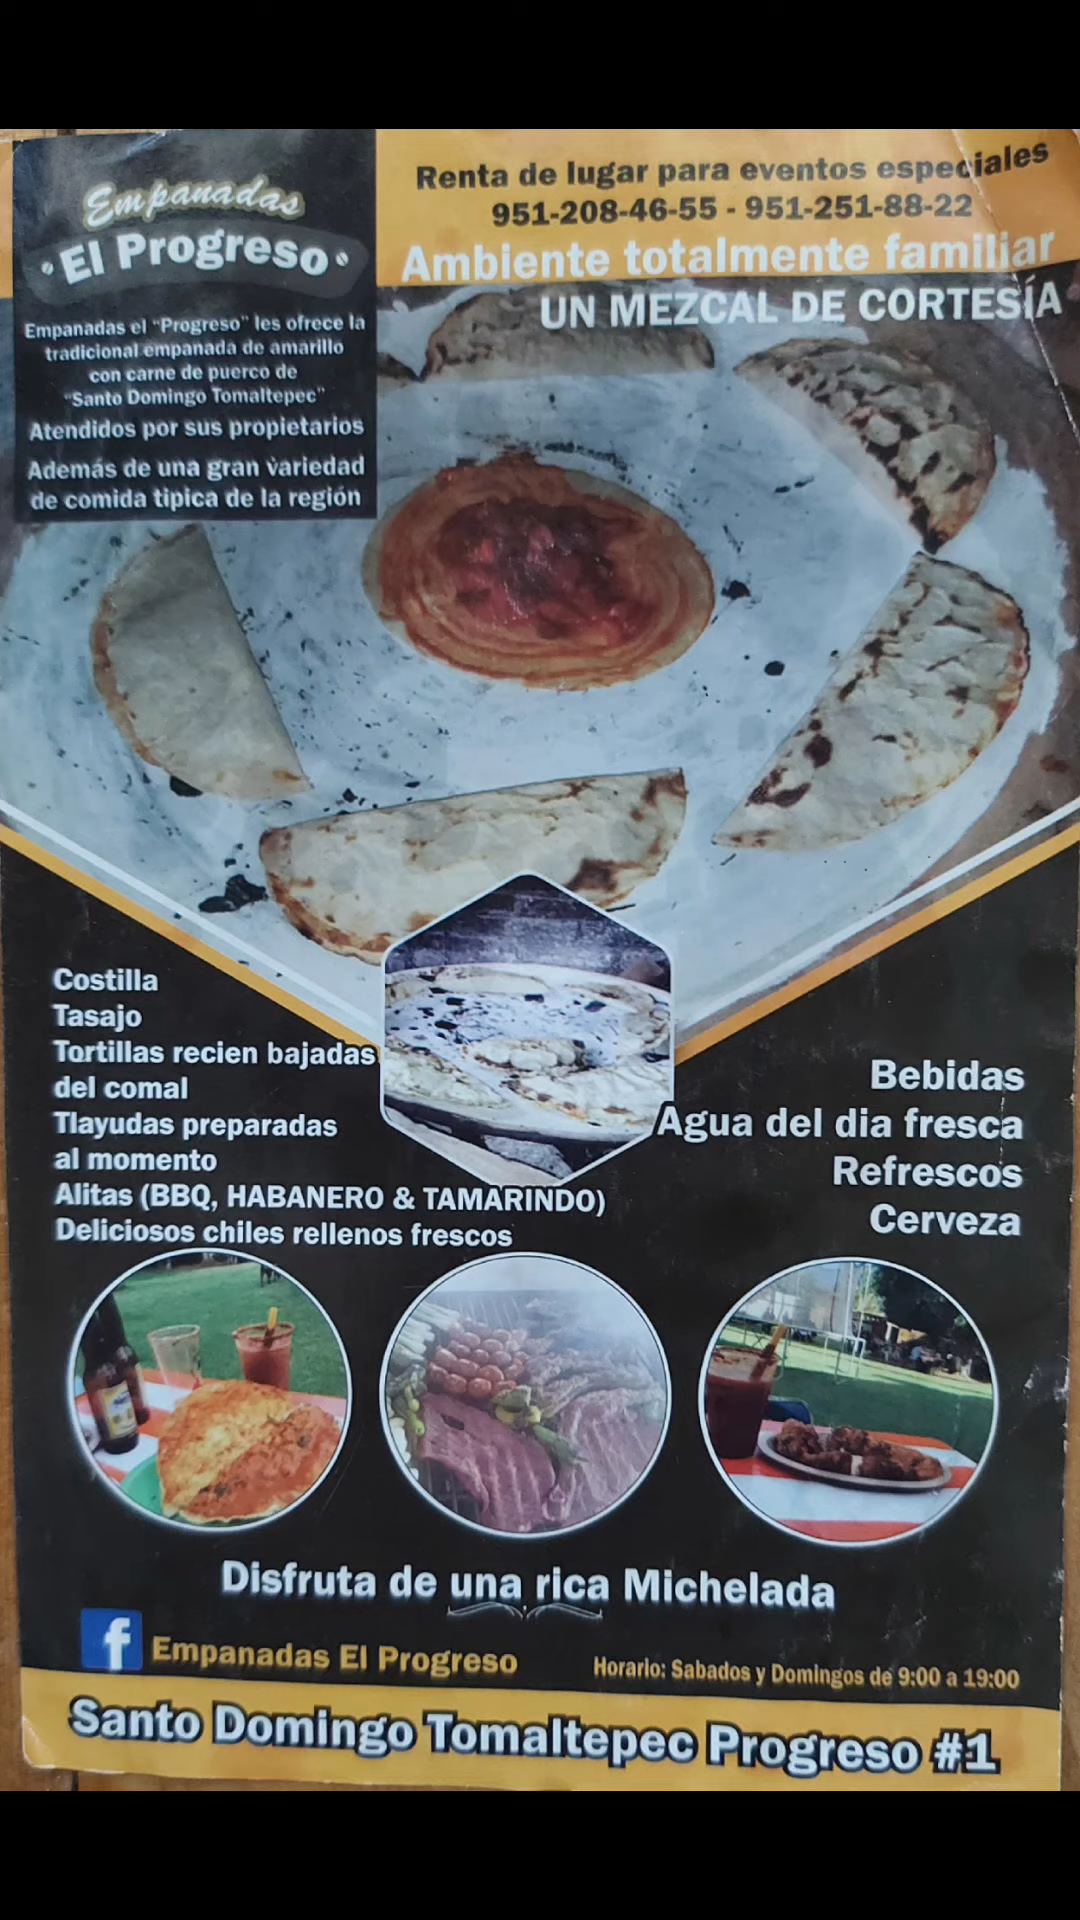 Empanadas
El Progreso
Renta de lugar para eventos especiales
951-208-46-55 - 951-251-88-22
Ambiente totalmente familiar
UN MEZCAL DE CORTESÍA
Empanadas el "Progreso" les ofrece la
tradicional empanada de amarillo
con carne de puerco de
"Santo Domingo Tomaltepec"
Atendidos por sus propietarios
Además de una gran variedad
de comida tipica de la región
Costilla
Tasajo
Tortillas recien bajadas
del comal
Tlayudas preparadas
al momento
Alitas (BBQ, HABANERO & TAMARINDO)
Deliciosos chiles rellenos frescos
Bebidas
Agua del dia fresca
Refrescos
Cerveza
Disfruta de una rica Michelada
f Empanadas El Progreso
Horario: Sabados y Domingos de 9:00 a 19:00
Santo Domingo Tomaltepec Progreso #1